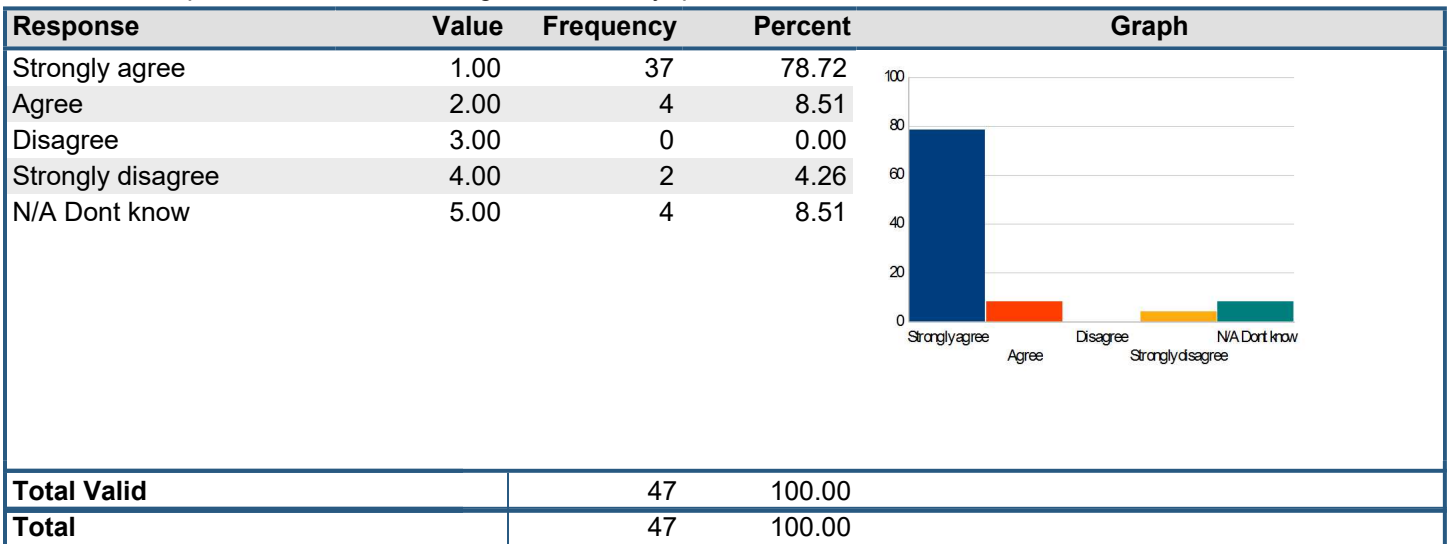 Response Value Frequency Percent Graph
Strongly agree 1.00 37 78.72
Agree 2.00 4 8.51
Disagree 3.00 0 0.00
Strongly disagree 4.00 2 4.26
N/A Dont know 5.00 4 8.51
100
80
60
40
20
0
Strongly agree Disagree N/A Dont know
Agree Strongly disagree
Total Valid 47 100.00
Total 47 100.00